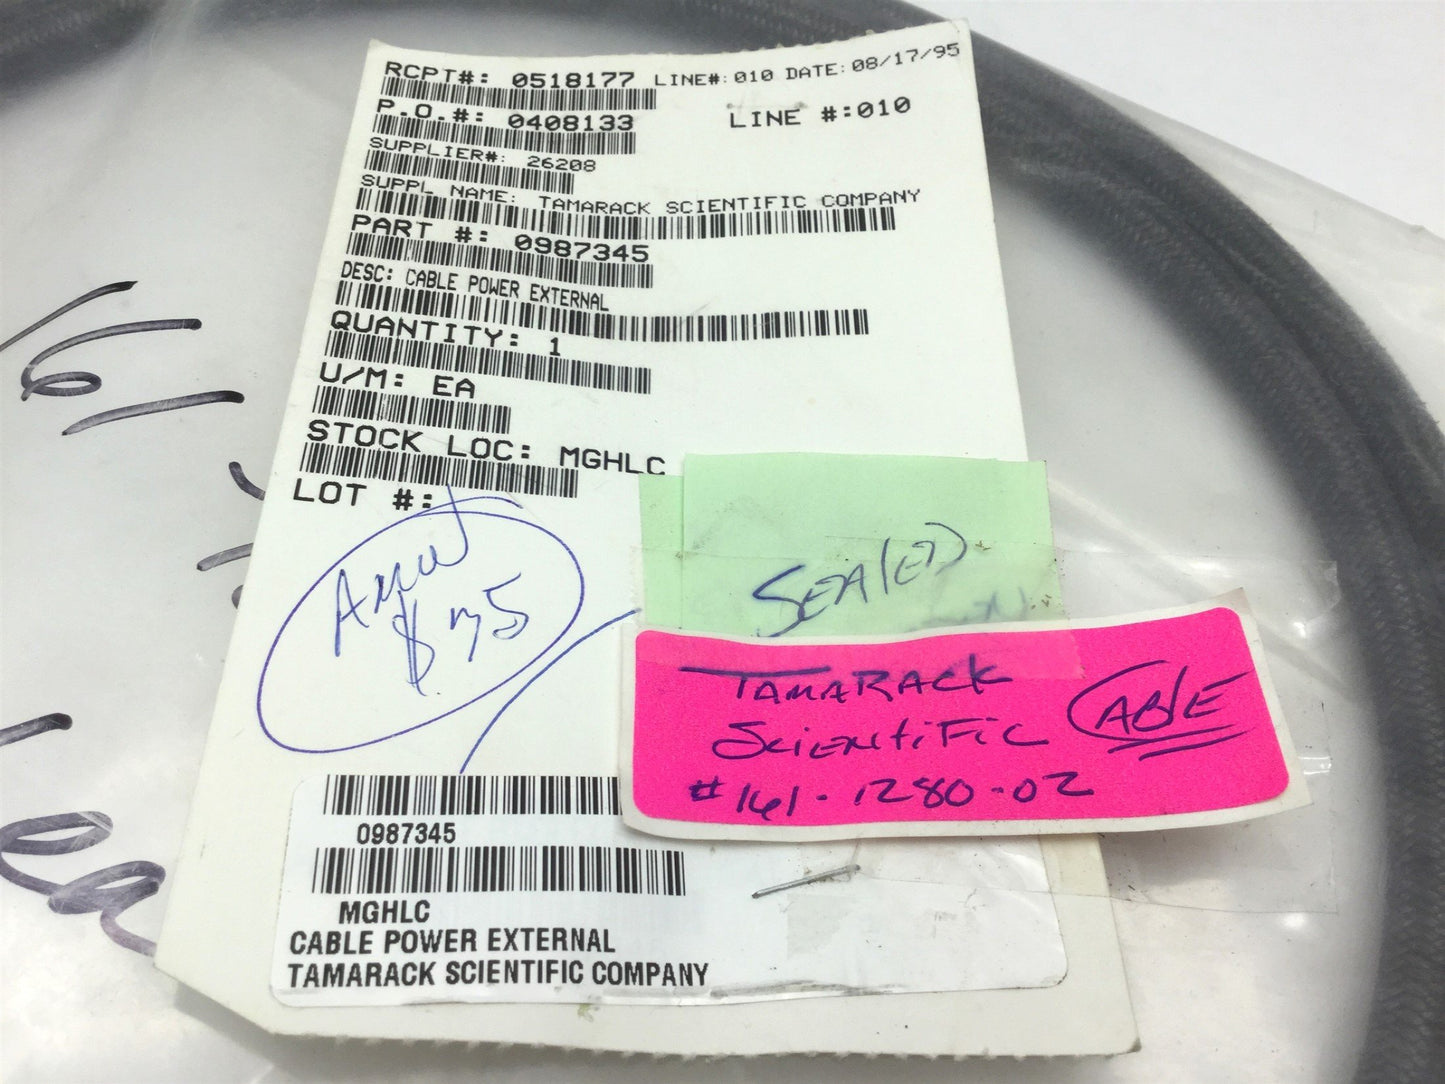 RCPT#: 0518177 LINE#:010 DATE:08/17/95
P.O.#: 0408133 LINE #:010
SUPPLIER#: 26208
SUPPL NAME: TAMARACK SCIENTIFIC COMPANY
PART #: 0987345
DESC: CABLE POWER EXTERNAL
QUANTITY: 1
U/M: EA
STOCK LOC: MGHLC
LOT #:
SEAlED
TAMARACK
SciENtiFic CABlE
#161-1280-02
0987345
MGHLC
CABLE POWER EXTERNAL
TAMARACK SCIENTIFIC COMPANY